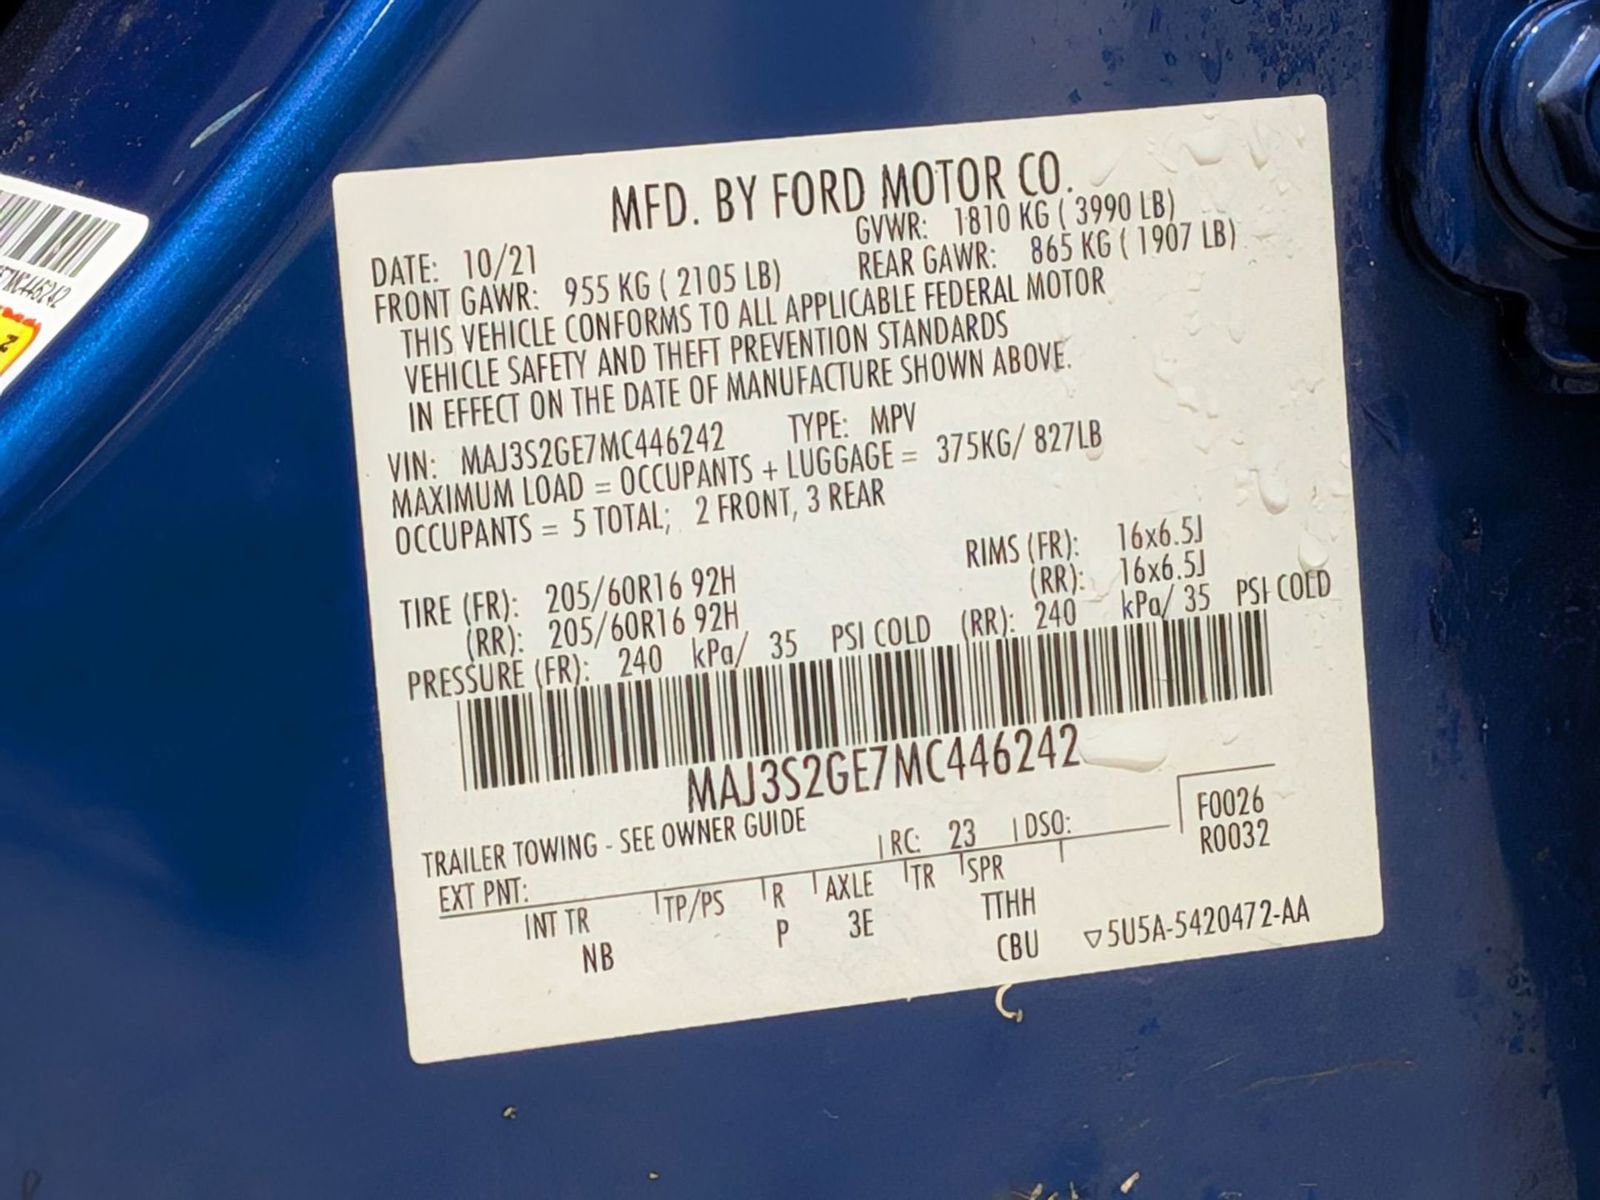 MFD. BY FORD MOTOR CO.
DATE: 10/21 GVWR: 1810 KG ( 3990 LB)
FRONT GAWR: 955 KG ( 2105 LB) REAR GAWR: 865 KG ( 1907 LB)
THIS VEHICLE CONFORMS TO ALL APPLICABLE FEDERAL MOTOR
VEHICLE SAFETY AND THEFT PREVENTION STANDARDS
IN EFFECT ON THE DATE OF MANUFACTURE SHOWN ABOVE.
VIN: MAJ3S2GE7MC446242 TYPE: MPV
MAXIMUM LOAD = OCCUPANTS + LUGGAGE = 375KG/ 827LB
OCCUPANTS = 5 TOTAL; 2 FRONT, 3 REAR
TIRE (FR): 205/60R16 92H RIMS (FR): 16x6.5J
(RR): 205/60R16 92H (RR): 16x6.5J
PRESSURE (FR): 240 kPa/ 35 PSI COLD (RR): 240 kPa/ 35 PSI COLD
MAJ3S2GE7MC446242
TRAILER TOWING - SEE OWNER GUIDE
F0026
R0032
EXT PNT: RC: 23 DSO:
INT TR TP/PS R AXLE TR SPR
NB P 3E TTHH
CBU 5U5A-5420472-AA